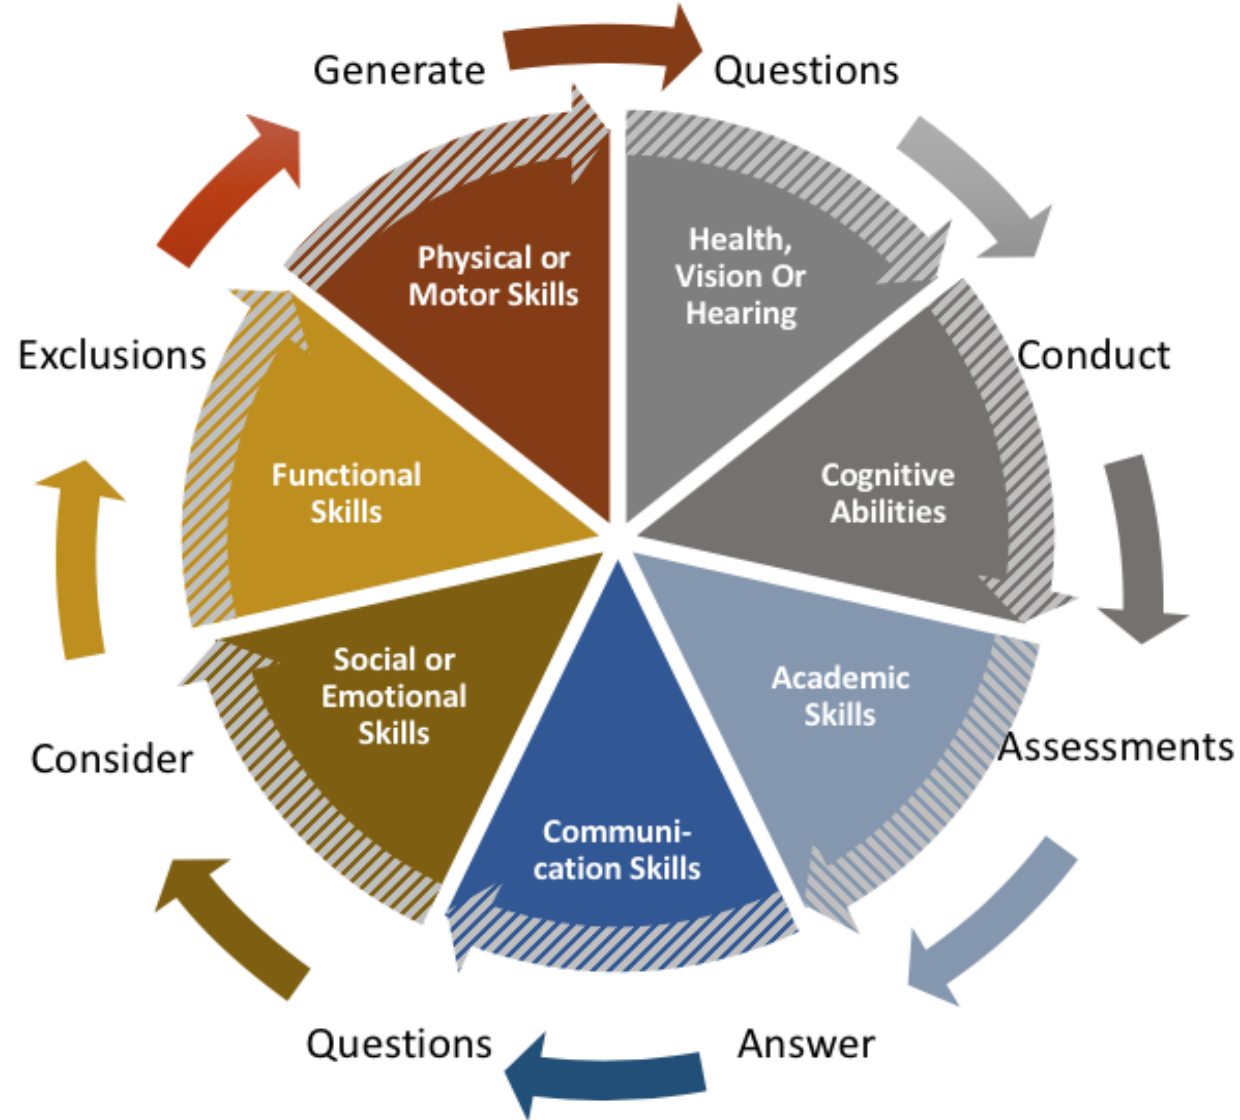 Generate
Questions
Physical or
Motor Skills
Health,
Vision Or
Hearing
Exclusions
Conduct
Functional
Skills
Cognitive
Abilities
Social or
Emotional
Skills
Academic
Skills
Consider
Assessments
Communi-
cation Skills
Questions
Answer